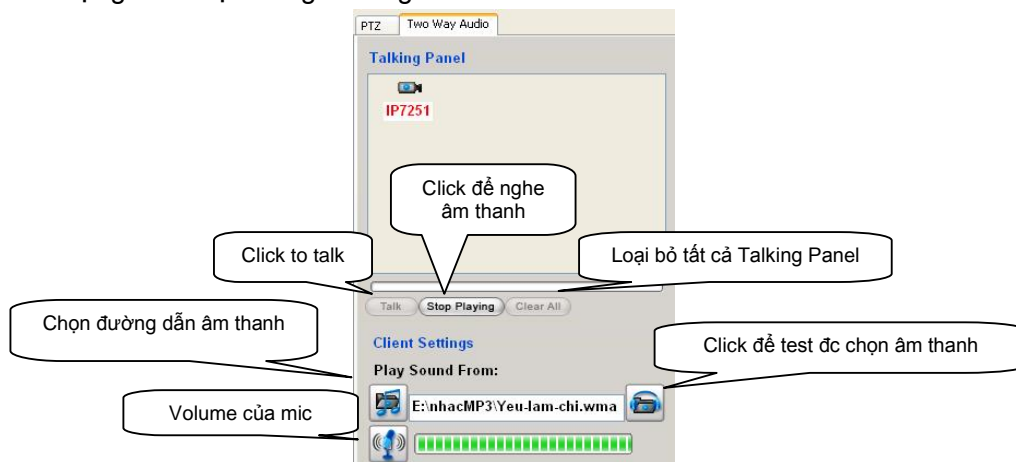 PTZ
Two Way Audio
Talking Panel
IP7251
Click để nghe
âm thanh
Click to talk
Loại bỏ tất cả Talking Panel
Talk
Stop Playing
Clear All
Chọn đường dẫn âm thanh
Client Settings
Click để test đc chọn âm thanh
Play Sound From:
E:\nhacMP3\Yeu-lam-chi.wma
Volume của mic